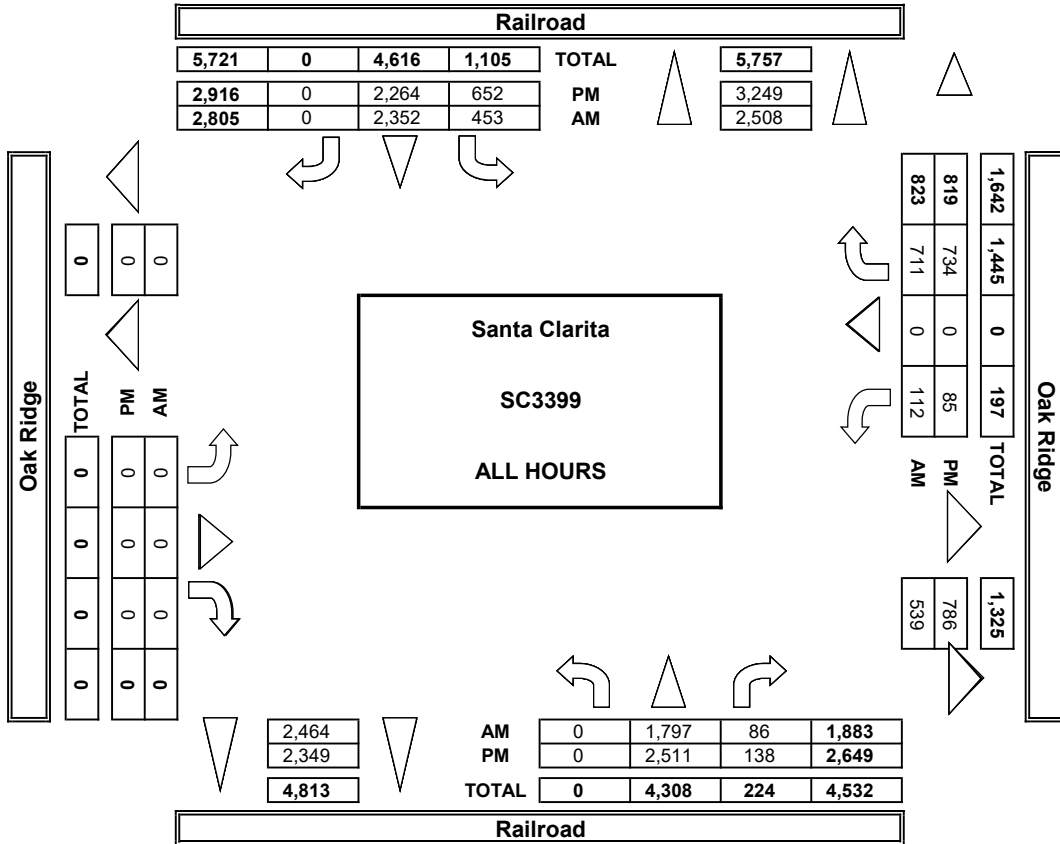 Railroad
5,721 0 4,616 1,105 TOTAL 5,757
2,916 0 2,264 652 PM 3,249
2,805 0 2,352 453 AM 2,508
Oak Ridge
0 0 0
TOTAL PM AM
0 0 0
0 0 0
0 0 0
0 0 0
Santa Clarita
SC3399
ALL HOURS
1,642 1,445 0 197 TOTAL 1,325
819 734 0 85 PM 786
823 711 0 112 AM 539
Oak Ridge
2,464 AM 0 1,797 86 1,883
2,349 PM 0 2,511 138 2,649
4,813 TOTAL 0 4,308 224 4,532
Railroad